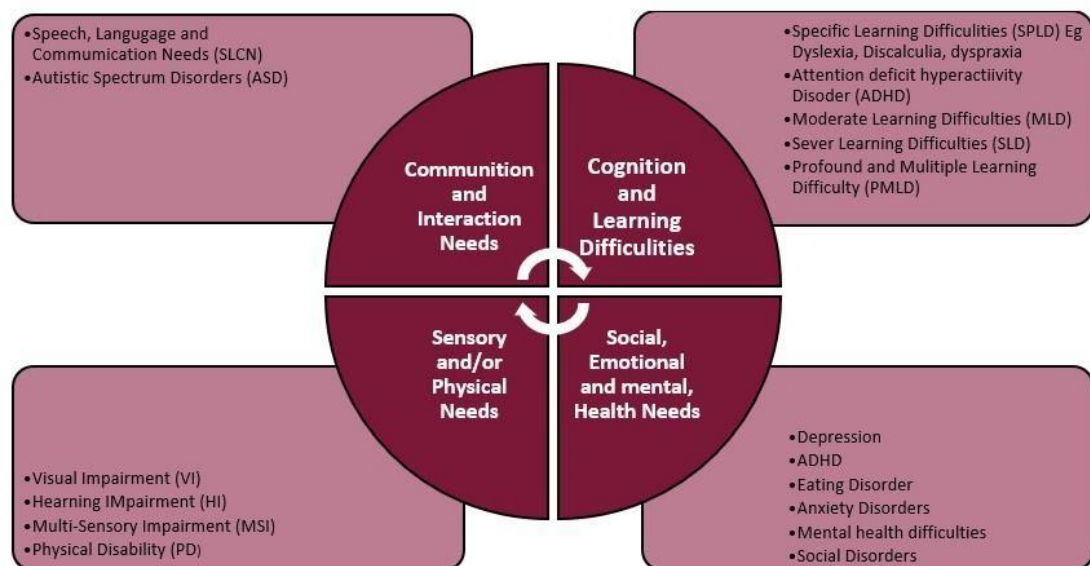 •Speech, Langugage and
Commumication Needs (SLCN)
•Autistic Spectrum Disorders (ASD)
•Specific Learning Difficulties (SPLD) Eg
Dyslexia, Discalculia, dyspraxia
•Attention deficit hyperactiivity
Disoder (ADHD)
•Moderate Learning Difficulties (MLD)
•Sever Learning Difficulties (SLD)
•Profound and Mulitiple Learning
Difficulty (PMLD)
Communition
and
Interaction
Needs
Cognition
and
Learning
Difficulities
Sensory
and/or
Physical
Needs
Social,
Emotional
and mental,
Health Needs
•Visual Impairment (VI)
•Hearning IMpairment (HI)
•Multi-Sensory Impairment (MSI)
•Physical Disability (PD)
•Depression
•ADHD
•Eating Disorder
•Anxiety Disorders
•Mental health difficulties
•Social Disorders